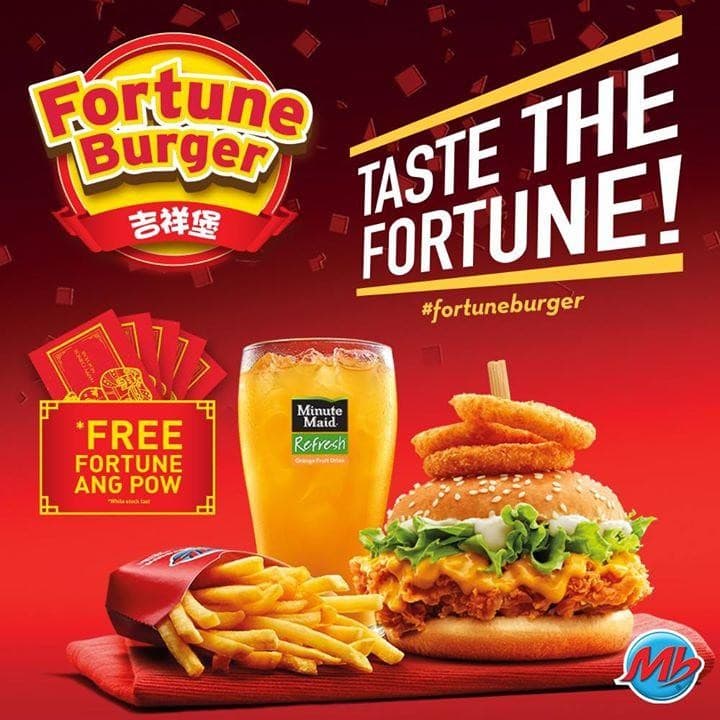 Fortune
Burger
吉祥堡
TASTE THE
FORTUNE!
#fortuneburger
*FREE
FORTUNE
ANG POW
*While stock last
Minute
Maid
Refresh
Orange Fruit Drink
Mb